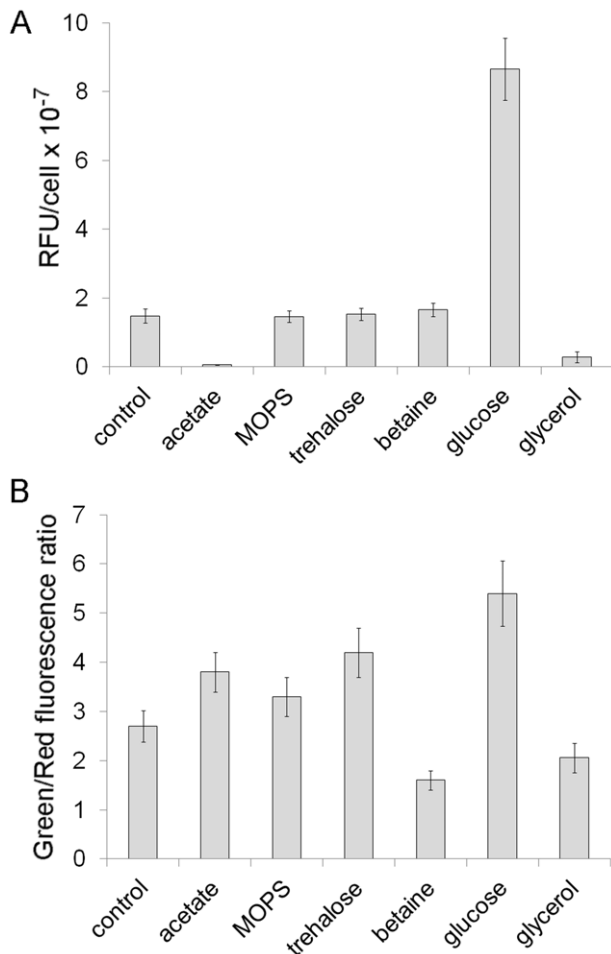 A
RFU/cell x 10-7
10
8
6
4
2
0
control
acetate
MOPS
trehalose
betaine
glucose
glycerol
B
Green/Red fluorescence ratio
7
6
5
4
3
2
1
0
control
acetate
MOPS
trehalose
betaine
glucose
glycerol